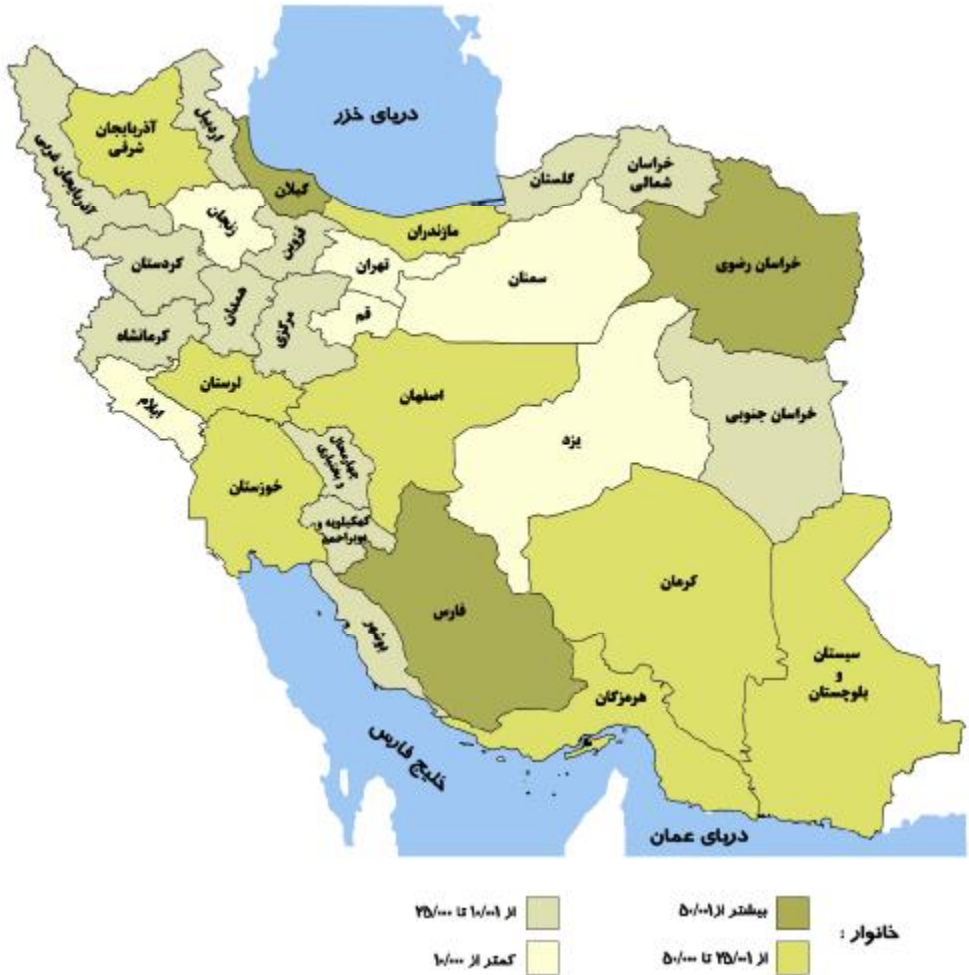 دریای خزر
آذربایجان
شرقی
اردبیل
آذربایجان غربی
گیلان
گلستان
خراسان
شمالی
زنجان
مازندران
قزوین
کردستان
تهران
سمنان
خراسان رضوی
همدان
مرکزی
قم
کرمانشاه
لرستان
اصفهان
ایلام
یزد
خراسان جنوبی
چهارمحال
و بختیاری
خوزستان
کهکیلویه و
بویراحمد
کرمان
فارس
بوشهر
سیستان
و
بلوچستان
هرمزگان
خلیج فارس
دریای عمان
خانوار :
بیشتر از ۵۰/۰۰۱
از ۲۵/۰۰۱ تا ۵۰/۰۰۰
از ۱۰/۰۰۱ تا ۲۵/۰۰۰
کمتر از ۱۰/۰۰۰